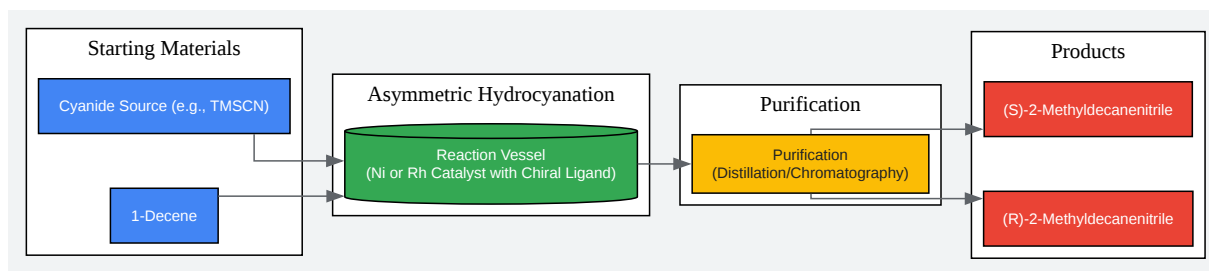 Starting Materials
Cyanide Source (e.g., TMSCN)
1-Decene
Asymmetric Hydrocyanation
Reaction Vessel
(Ni or Rh Catalyst with Chiral Ligand)
Purification
Purification
(Distillation/Chromatography)
Products
(S)-2-Methyldecanenitrile
(R)-2-Methyldecanenitrile